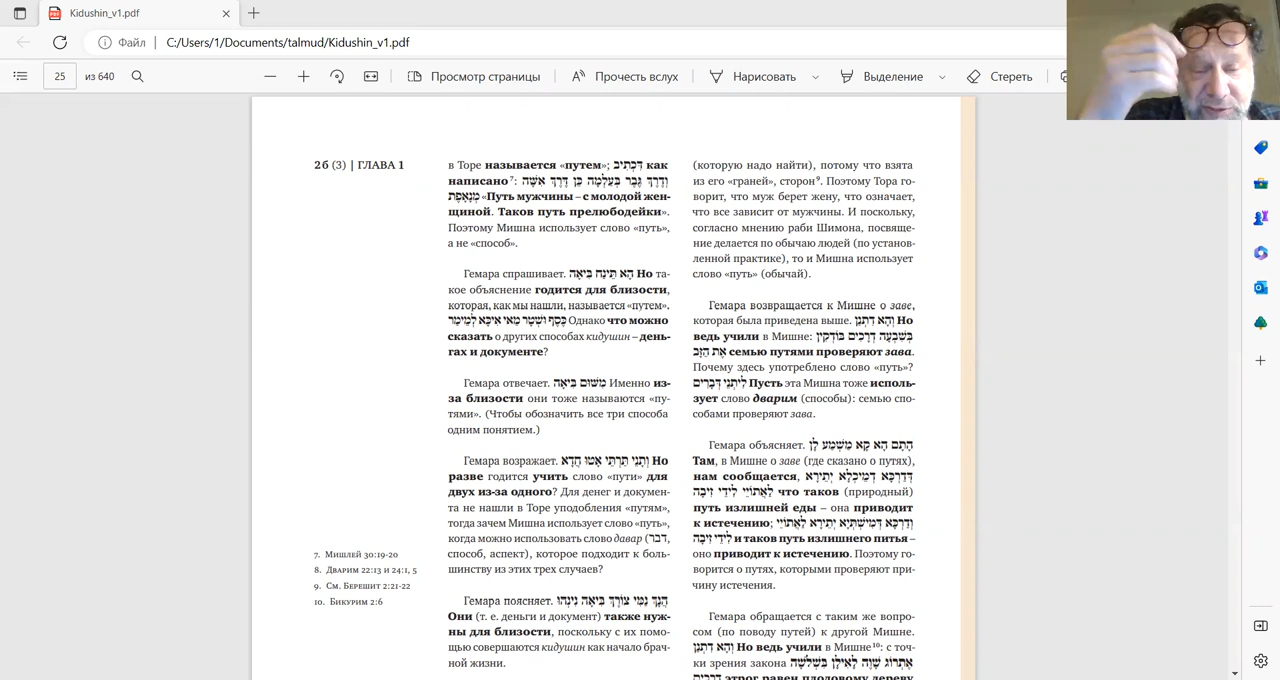 Kidushin_v1.pdf
Файл
C:/Users/1/Documents/talmud/Kidushin_v1.pdf
25
из 640
Просмотр страницы
Прочесть вслух
Нарисовать
Выделение
Стереть
2б (3) | ГЛАВА 1
в Торе называется «путем»; דִּכְתִיב как
написано⁷: וְדֶרֶךְ גֶּבֶר בְּעַלְמָה כֵּן דֶּרֶךְ אִשָּׁה
מְנָאָפֶת «Путь мужчины – с молодой жен-
щиной. Таков путь прелюбодейки».
Поэтому Мишна использует слово «путь»,
а не «способ».
Гемара спрашивает. הָא תִּינַח בִּיאָה Но та-
кое объяснение годится для близости,
которая, как мы нашли, называется «путем».
כֶּסֶף וּשְׁטָר מַאי אִיכָּא לְמֵימַר Однако что можно
сказать о других способах кидушин – день-
гах и документе?
Гемара отвечает. מִשּׁוּם בִּיאָה Именно из-
за близости они тоже называются «пу-
тями». (Чтобы обозначить все три способа
одним понятием.)
Гемара возражает. וְתָנֵי תַּרְתֵּי אַטּוּ חֲדָא Но
разве годится учить слово «пути» для
двух из-за одного? Для денег и докумен-
та не нашли в Торе уподобления «путям»,
тогда зачем Мишна использует слово «путь»,
когда можно использовать слово давар (דבר,
способ, аспект), которое подходит к боль-
шинству из этих трех случаев?
Гемара поясняет. הָנָךְ נַמֵי צוֹרֶךְ בִּיאָה נִינְהוּ
Они (т. е. деньги и документ) также нуж-
ны для близости, поскольку с их помо-
щью совершаются кидушин как начало брач-
ной жизни.
7. Мишлей 30:19-20
8. Дварим 22:13 и 24:1, 5
9. См. Берешит 2:21-22
10. Бикурим 2:6
(которую надо найти), потому что взята
из его «граней», сторон⁹. Поэтому Тора го-
ворит, что муж берет жену, что означает,
что все зависит от мужчины. И поскольку,
согласно мнению раби Шимона, посвяще-
ние делается по обычаю людей (по установ-
ленной практике), то и Мишна использует
слово «путь» (обычай).
Гемара возвращается к Мишне о заве,
которая была приведена выше. וְהָא דִתְנַן Но
ведь учили в Мишне: בְּשִׁבְעָה דְרָכִים בּוֹדְקִין
אֶת הַזָּב семью путями проверяют зава.
Почему здесь употреблено слово «путь»?
לִיתְנֵי דְּבָרִים Пусть эта Мишна тоже исполь-
зует слово дварим (способы): семью спо-
собами проверяют зава.
Гемара объясняет. הָתָם הָא קָא מַשְׁמַע לָן
Там, в Мишне о заве (где сказано о путях),
нам сообщается, דְּדַרְכָּא דְּמֵיכְלָא יְתֵירָא
לְאַתּוֹיֵי לִידֵי זִיבָה что таков (природный)
путь излишней еды – она приводит
к истечению; וְדַרְכָּא דְּמִישְׁתְּיָא יְתֵירָא לְאַתּוֹיֵי
לִידֵי זִיבָה и таков путь излишнего питья –
оно приводит к истечению. Поэтому го-
ворится о путях, которыми проверяют при-
чину истечения.
Гемара обращается с таким же вопро-
сом (по поводу путей) к другой Мишне.
וְהָא דִתְנַן Но ведь учили в Мишне¹⁰: с точ-
ки зрения закона אֶתְרוֹג שָׁוֶה לְאִילָן בִּשְׁלֹשָׁה
דְרָכִים этрог равен плодовому дереву